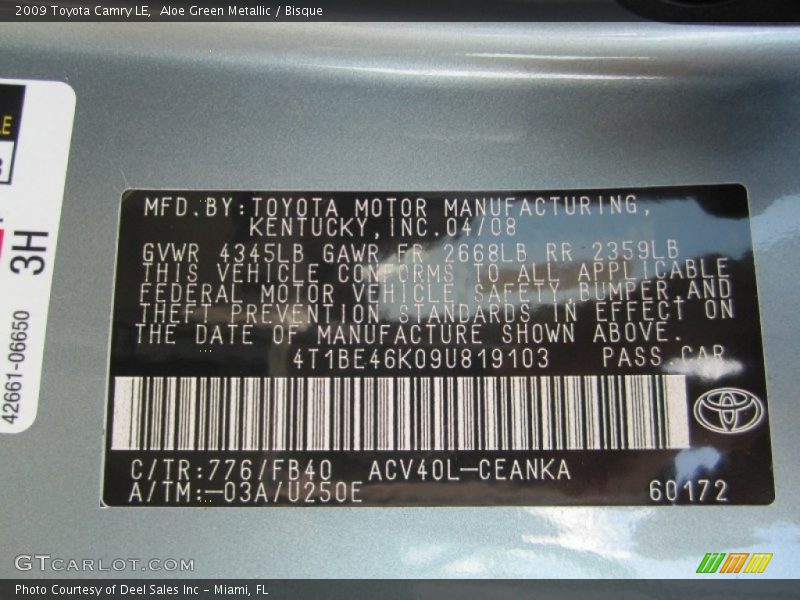 2009 Toyota Camry LE,  Aloe Green Metallic / Bisque
LE
3H
42661-06650
MFD.BY:TOYOTA MOTOR MANUFACTURING,
KENTUCKY,INC.04/08
GVWR 4345LB GAWR FR 2668LB RR 2359LB
THIS VEHICLE CONFORMS TO ALL APPLICABLE
FEDERAL MOTOR VEHICLE SAFETY,BUMPER,AND
THEFT PREVENTION STANDARDS IN EFFECT ON
THE DATE OF MANUFACTURE SHOWN ABOVE.
4T1BE46K09U819103 PASS CAR
C/TR:776/FB40 ACV40L-CEANKA
A/TM:-03A/U250E
60172
GTCARLOT.COM
Photo Courtesy of Deel Sales Inc - Miami, FL